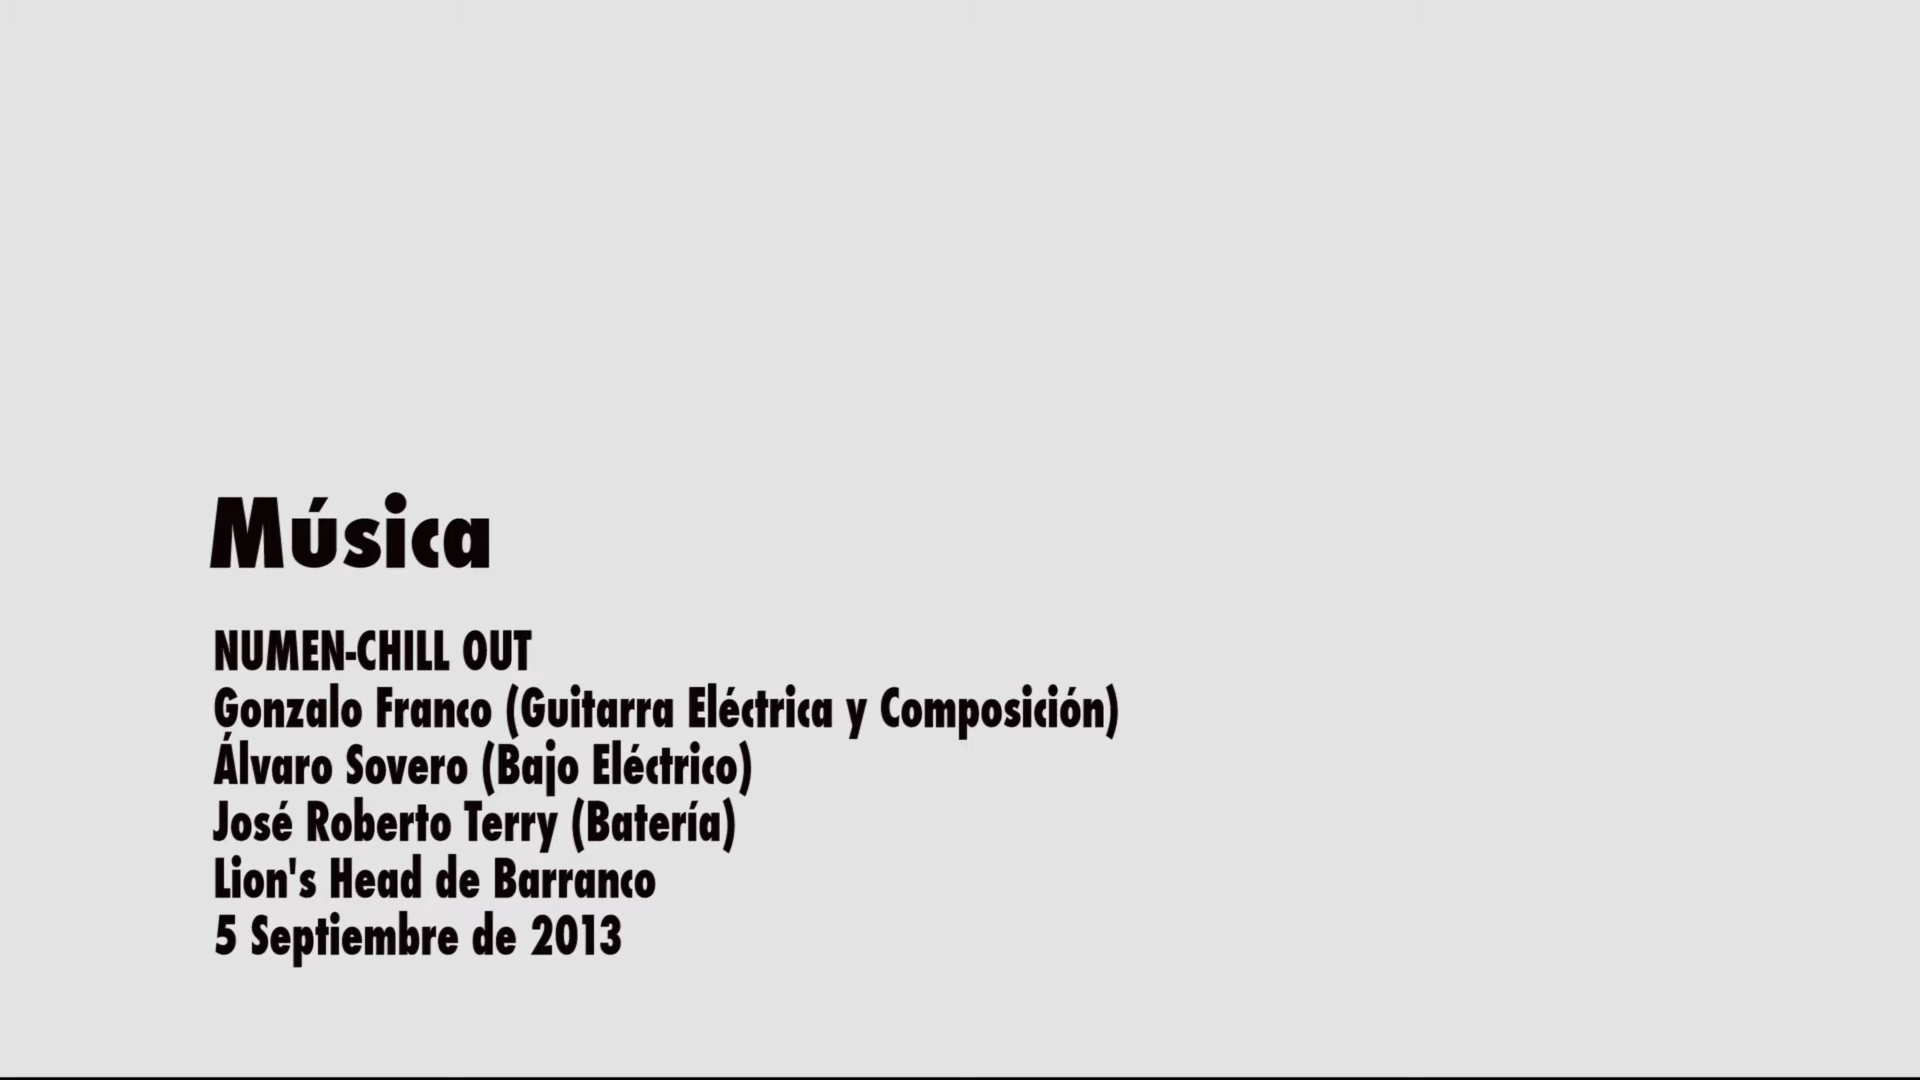 Música
NUMEN-CHILL OUT
Gonzalo Franco (Guitarra Eléctrica y Composición)
Álvaro Sovero (Bajo Eléctrico)
José Roberto Terry (Batería)
Lion's Head de Barranco
5 Septiembre de 2013